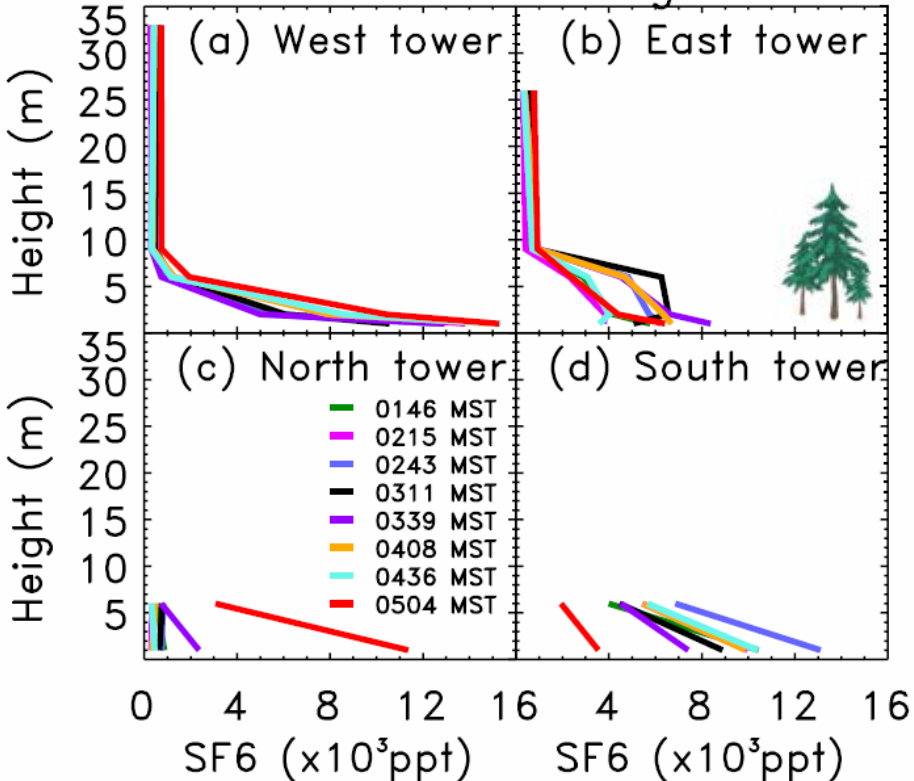 g
35 (a) West tower (b) East tower
30
25
20
15
10
5
Height (m)
35 (c) North tower (d) South tower
30
25
20
15
10
5
Height (m)
0146 MST
0215 MST
0243 MST
0311 MST
0339 MST
0408 MST
0436 MST
0504 MST
0 4 8 12 16 4 8 12 16
SF6 (x10³ppt) SF6 (x10³ppt)